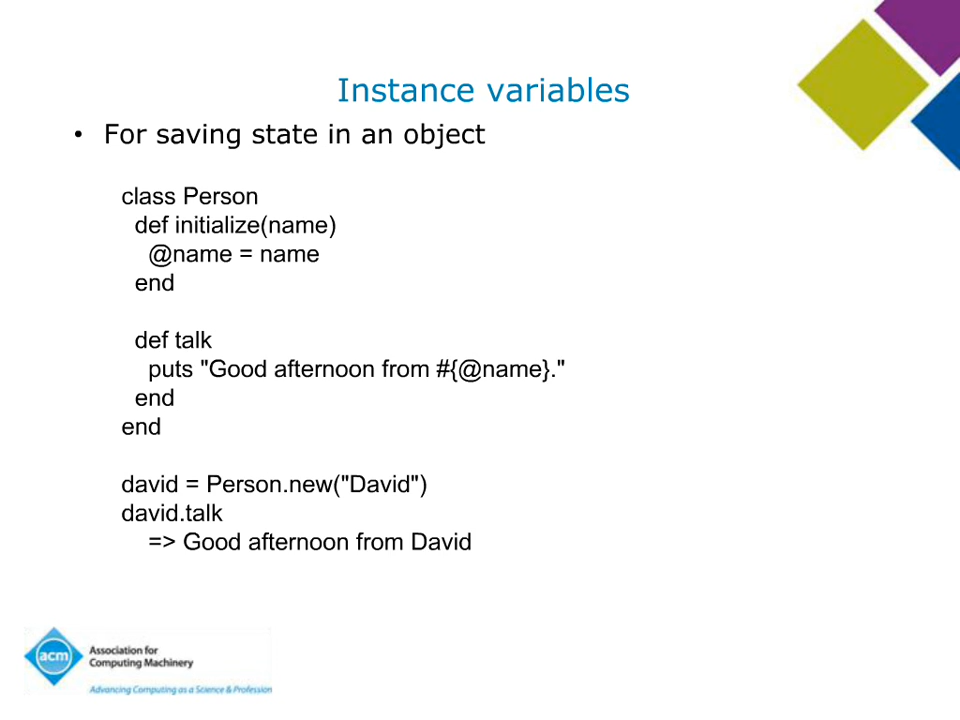 Instance variables
• For saving state in an object
class Person
def initialize(name)
@name = name
end
def talk
puts "Good afternoon from #{@name}."
end
end
david = Person.new("David")
david.talk
=> Good afternoon from David
acm
Association for
Computing Machinery
Advancing Computing as a Science & Profession